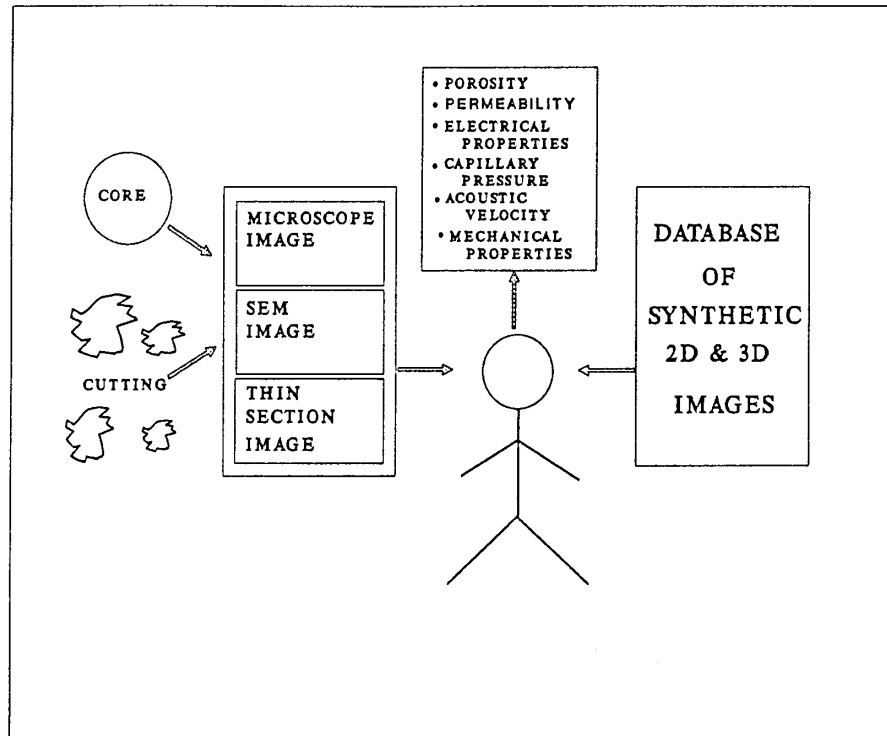 CORE
CUTTING
MICROSCOPE
IMAGE
SEM
IMAGE
THIN
SECTION
IMAGE
• POROSITY
• PERMEABILITY
• ELECTRICAL
PROPERTIES
• CAPILLARY
PRESSURE
• ACOUSTIC
VELOCITY
• MECHANICAL
PROPERTIES
DATABASE
OF
SYNTHETIC
2D & 3D
IMAGES